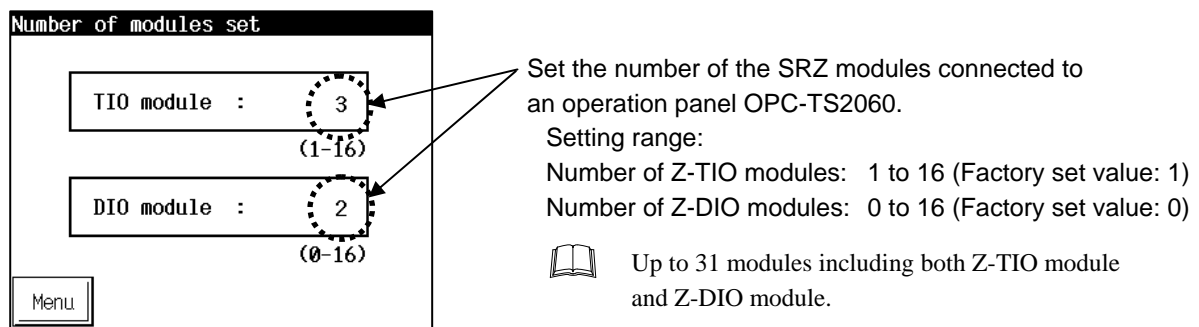 Number of modules set
TIO module : 3
(1-16)
DIO module : 2
(0-16)
Menu
Set the number of the SRZ modules connected to
an operation panel OPC-TS2060.
Setting range:
Number of Z-TIO modules: 1 to 16 (Factory set value: 1)
Number of Z-DIO modules: 0 to 16 (Factory set value: 0)
Up to 31 modules including both Z-TIO module
and Z-DIO module.